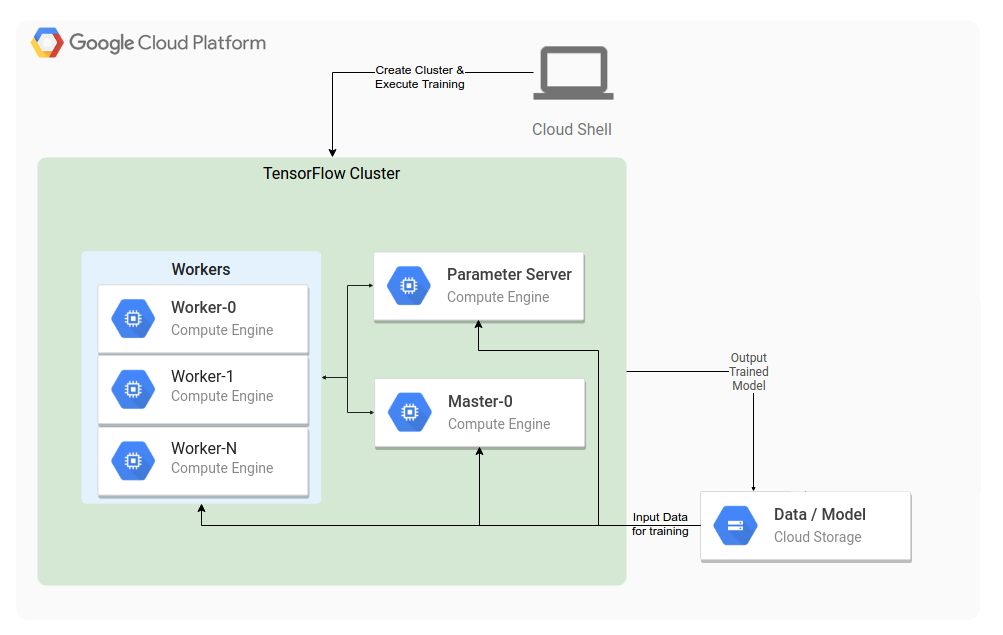 Google Cloud Platform
Create Cluster &
Execute Training
Cloud Shell
TensorFlow Cluster
Workers
Worker-0
Compute Engine
Worker-1
Compute Engine
Worker-N
Compute Engine
Parameter Server
Compute Engine
Master-0
Compute Engine
Output
Trained
Model
Input Data
for training
Data / Model
Cloud Storage